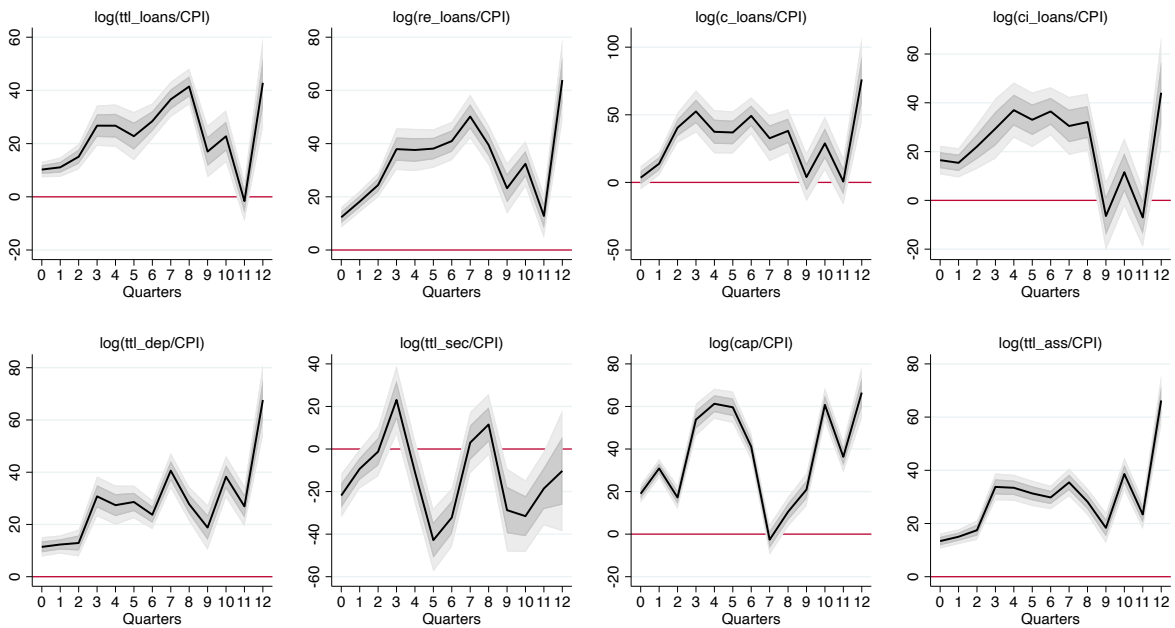 log(ttl_loans/CPI)
60
40
20
0
-20
0 1 2 3 4 5 6 7 8 9 10 11 12
Quarters
log(re_loans/CPI)
80
60
40
20
0
0 1 2 3 4 5 6 7 8 9 10 11 12
Quarters
log(c_loans/CPI)
100
50
0
-50
0 1 2 3 4 5 6 7 8 9 10 11 12
Quarters
log(ci_loans/CPI)
60
40
20
0
-20
0 1 2 3 4 5 6 7 8 9 10 11 12
Quarters
log(ttl_dep/CPI)
80
60
40
20
0
0 1 2 3 4 5 6 7 8 9 10 11 12
Quarters
log(ttl_sec/CPI)
40
20
0
-20
-40
-60
0 1 2 3 4 5 6 7 8 9 10 11 12
Quarters
log(cap/CPI)
80
60
40
20
0
-20
0 1 2 3 4 5 6 7 8 9 10 11 12
Quarters
log(ttl_ass/CPI)
80
60
40
20
0
0 1 2 3 4 5 6 7 8 9 10 11 12
Quarters